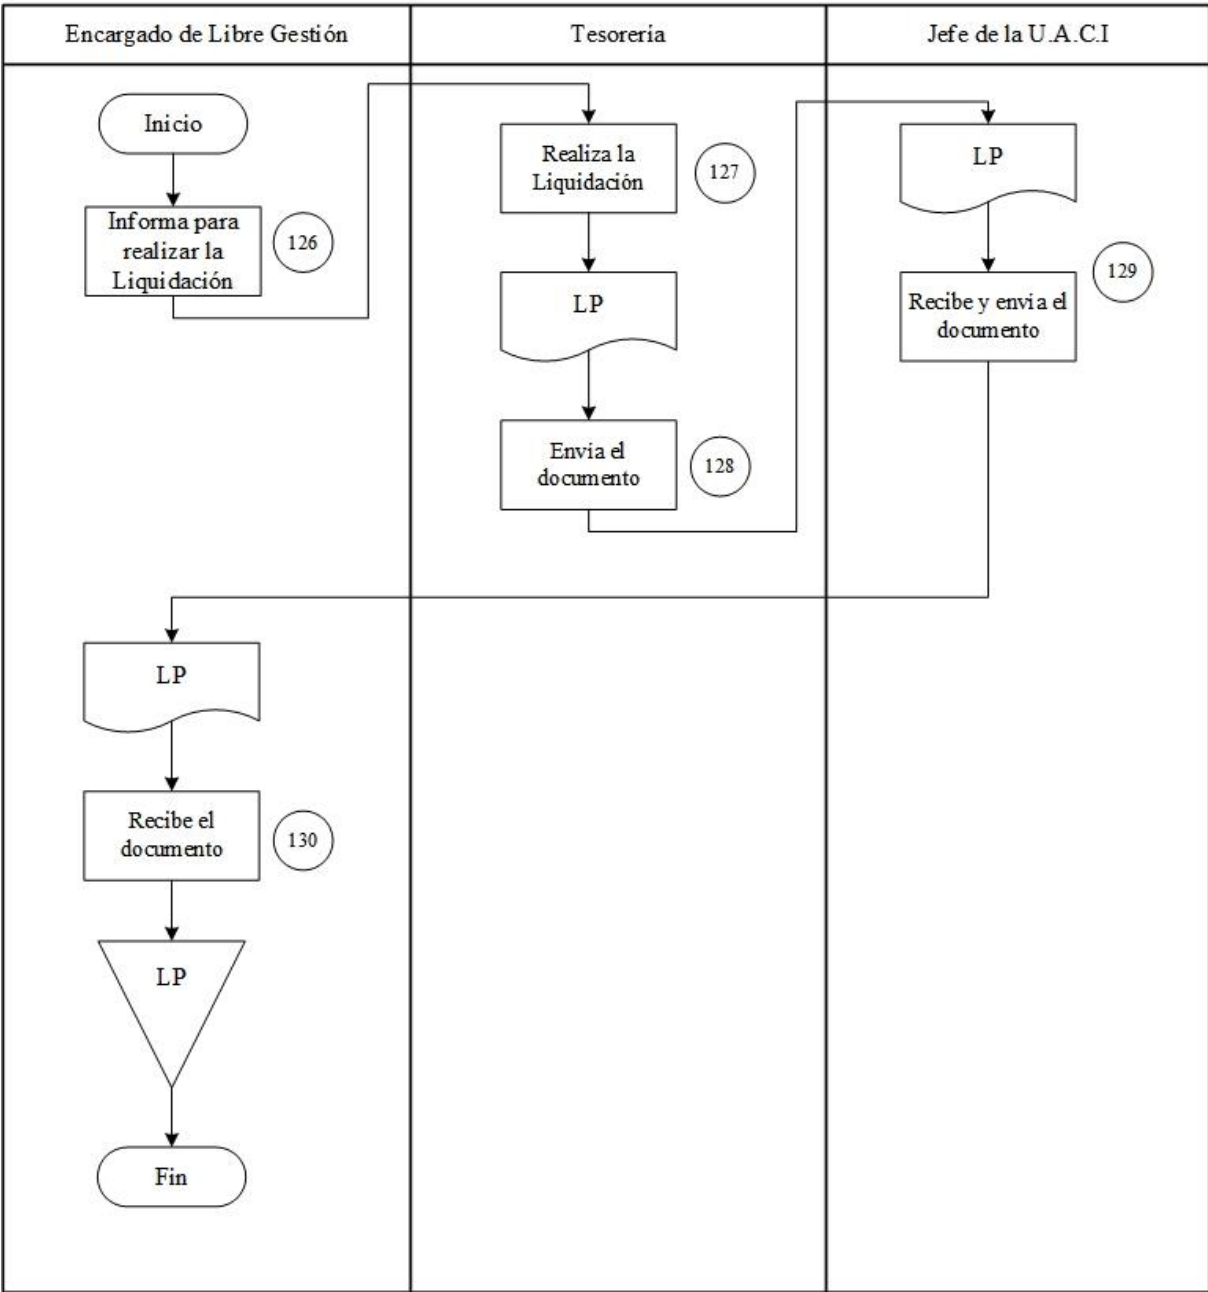 Encargado de Libre Gestión
Tesorería
Jefe de la U.A.C.I
Inicio
Informa para
realizar la
Liquidación
126
Realiza la
Liquidación
127
LP
Envia el
documento
128
LP
Recibe y envia el
documento
129
LP
Recibe el
documento
130
LP
Fin